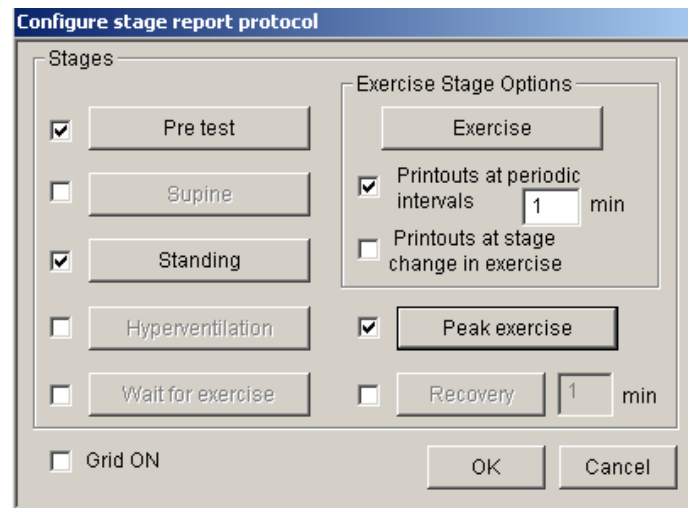 Configure stage report protocol
Stages
Pre test
Supine
Standing
Hyperventilation
Wait for exercise
Exercise Stage Options
Exercise
Printouts at periodic
intervals 1 min
Printouts at stage
change in exercise
Peak exercise
Recovery 1 min
Grid ON
OK Cancel